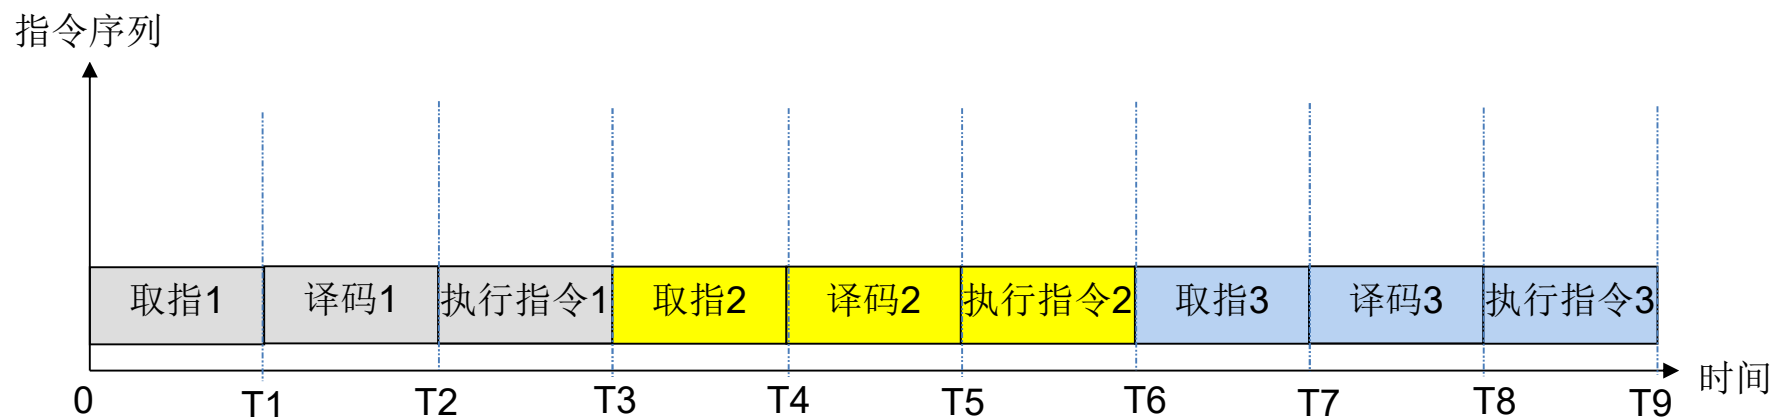 指令序列
取指1 译码1 执行指令1 取指2 译码2 执行指令2 取指3 译码3 执行指令3
0 T1 T2 T3 T4 T5 T6 T7 T8 T9 时间